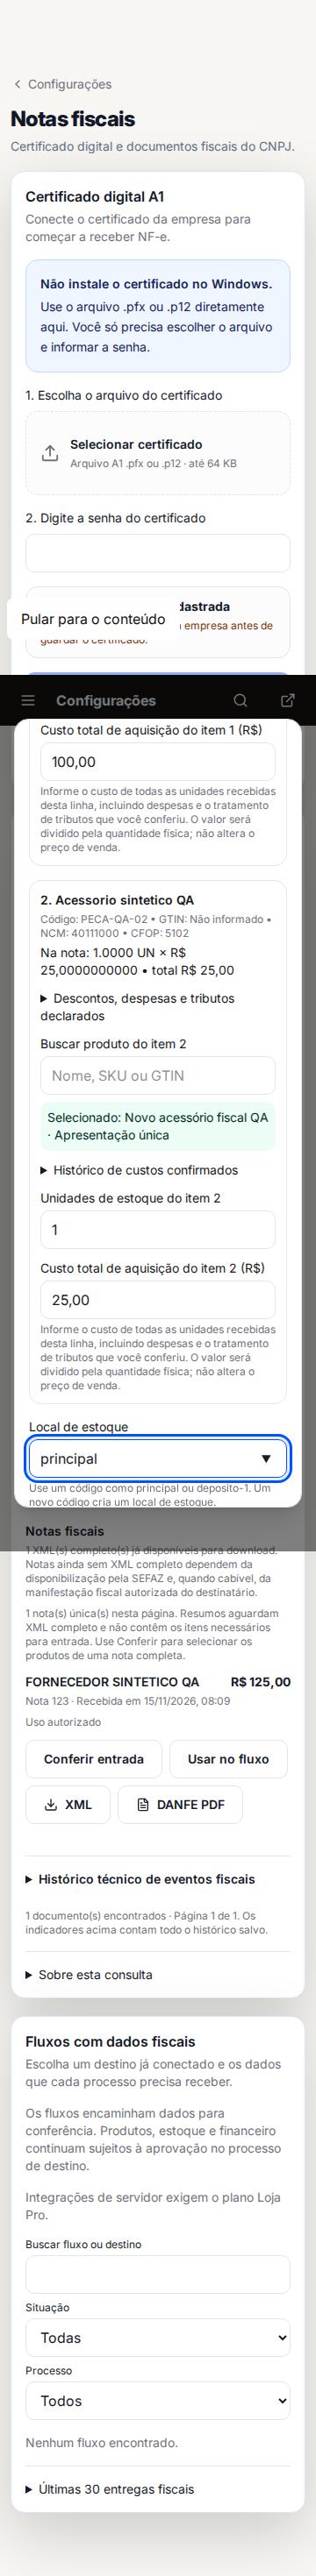 Configurações
Notas fiscais
Certificado digital e documentos fiscais do CNPJ.
Certificado digital A1
Conecte o certificado da empresa para
começar a receber NF-e.
Não instale o certificado no Windows.
Use o arquivo .pfx ou .p12 diretamente
aqui. Você só precisa escolher o arquivo
e informar a senha.
1. Escolha o arquivo do certificado
Selecionar certificado
Arquivo A1 .pfx ou .p12 · até 64 KB
2. Digite a senha do certificado
dastrada
Pular para o conteúdo
empresa antes de
guardar o certificado.
Configurações
Custo total de aquisição do item 1 (R$)
100,00
Informe o custo de todas as unidades recebidas
desta linha, incluindo despesas e o tratamento
de tributos que você conferiu. O valor será
dividido pela quantidade física; não altera o
preço de venda.
2. Acessorio sintetico QA
Código: PECA-QA-02 • GTIN: Não informado •
NCM: 40111000 • CFOP: 5102
Na nota: 1.0000 UN × R$
25,0000000000 • total R$ 25,00
Descontos, despesas e tributos
declarados
Buscar produto do item 2
Nome, SKU ou GTIN
Selecionado: Novo acessório fiscal QA
· Apresentação única
Histórico de custos confirmados
Unidades de estoque do item 2
1
Custo total de aquisição do item 2 (R$)
25,00
Informe o custo de todas as unidades recebidas
desta linha, incluindo despesas e o tratamento
de tributos que você conferiu. O valor será
dividido pela quantidade física; não altera o
preço de venda.
Local de estoque
principal
Use um código como principal ou deposito-1. Um
novo código cria um local de estoque.
Notas fiscais
1 XML(s) completo(s) já disponíveis para download.
Notas ainda sem XML completo dependem da
disponibilização pela SEFAZ e, quando cabível, da
manifestação fiscal autorizada do destinatário.
1 nota(s) única(s) nesta página. Resumos aguardam
XML completo e não contêm os itens necessários
para entrada. Use Conferir para selecionar os
produtos de uma nota completa.
FORNECEDOR SINTETICO QA R$ 125,00
Nota 123 · Recebida em 15/11/2026, 08:09
Uso autorizado
Conferir entrada Usar no fluxo
XML DANFE PDF
Histórico técnico de eventos fiscais
1 documento(s) encontrados · Página 1 de 1. Os
indicadores acima contam todo o histórico salvo.
Sobre esta consulta
Fluxos com dados fiscais
Escolha um destino já conectado e os dados
que cada processo precisa receber.
Os fluxos encaminham dados para
conferência. Produtos, estoque e financeiro
continuam sujeitos à aprovação no processo
de destino.
Integrações de servidor exigem o plano Loja
Pro.
Buscar fluxo ou destino
Situação
Todas
Processo
Todos
Nenhum fluxo encontrado.
Últimas 30 entregas fiscais